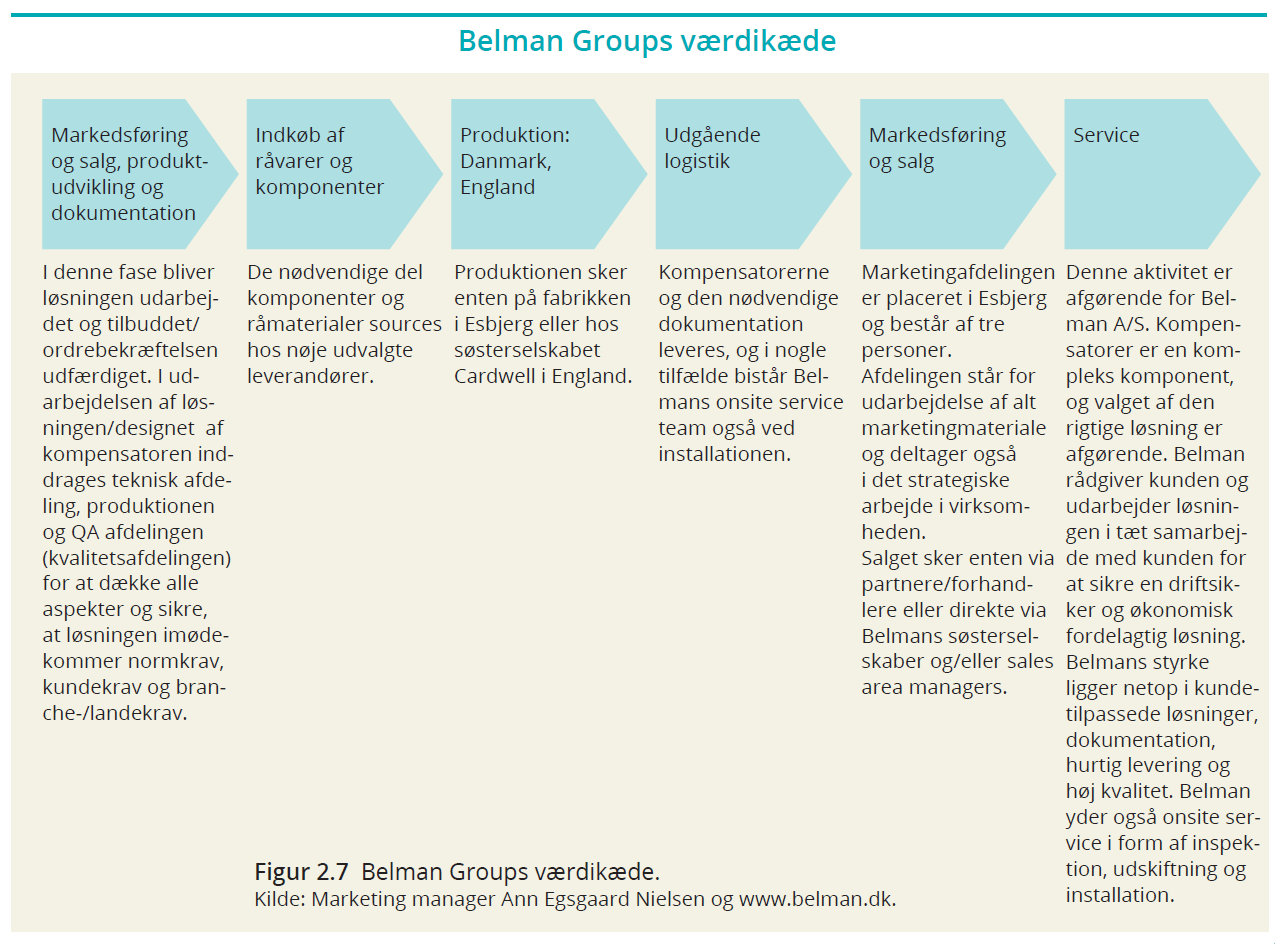 Belman Groups værdikæde
Markedsføring
og salg, produkt-
udvikling og
dokumentation
I denne fase bliver
løsningen udarbej-
det og tilbuddet/
ordrebekræftelsen
udfærdiget. I ud-
arbejdelsen af løs-
ningen/designet af
kompensatoren ind-
drages teknisk afde-
ling, produktionen
og QA afdelingen
(kvalitetsafdelingen)
for at dække alle
aspekter og sikre,
at løsningen imøde-
kommer normkrav,
kundekrav og bran-
che-/landekrav.
Indkøb af
råvarer og
komponenter
De nødvendige del
komponenter og
råmaterialer sources
hos nøje udvalgte
leverandører.
Produktion:
Danmark,
England
Produktionen sker
enten på fabrikken
i Esbjerg eller hos
søsterselskabet
Cardwell i England.
Udgående
logistik
Kompensatorerne
og den nødvendige
dokumentation
leveres, og i nogle
tilfælde bistår Bel-
mans onsite service
team også ved
installationen.
Markedsføring
og salg
Marketingafdelingen
er placeret i Esbjerg
og består af tre
personer.
Afdelingen står for
udarbejdelse af alt
marketingmateriale
og deltager også
i det strategiske
arbejde i virksom-
heden.
Salget sker enten via
partnere/forhand-
lere eller direkte via
Belmans søstersel-
skaber og/eller sales
area managers.
Service
Denne aktivitet er
afgørende for Bel-
man A/S. Kompen-
satorer er en kom-
pleks komponent,
og valget af den
rigtige løsning er
afgørende. Belman
rådgiver kunden og
udarbejder løsnin-
gen i tæt samarbej-
de med kunden for
at sikre en driftsik-
ker og økonomisk
fordelagtig løsning.
Belmans styrke
ligger netop i kunde-
tilpassede løsninger,
dokumentation,
hurtig levering og
høj kvalitet. Belman
yder også onsite ser-
vice i form af inspek-
tion, udskiftning og
installation.
Figur 2.7 Belman Groups værdikæde.
Kilde: Marketing manager Ann Egsgaard Nielsen og www.belman.dk.